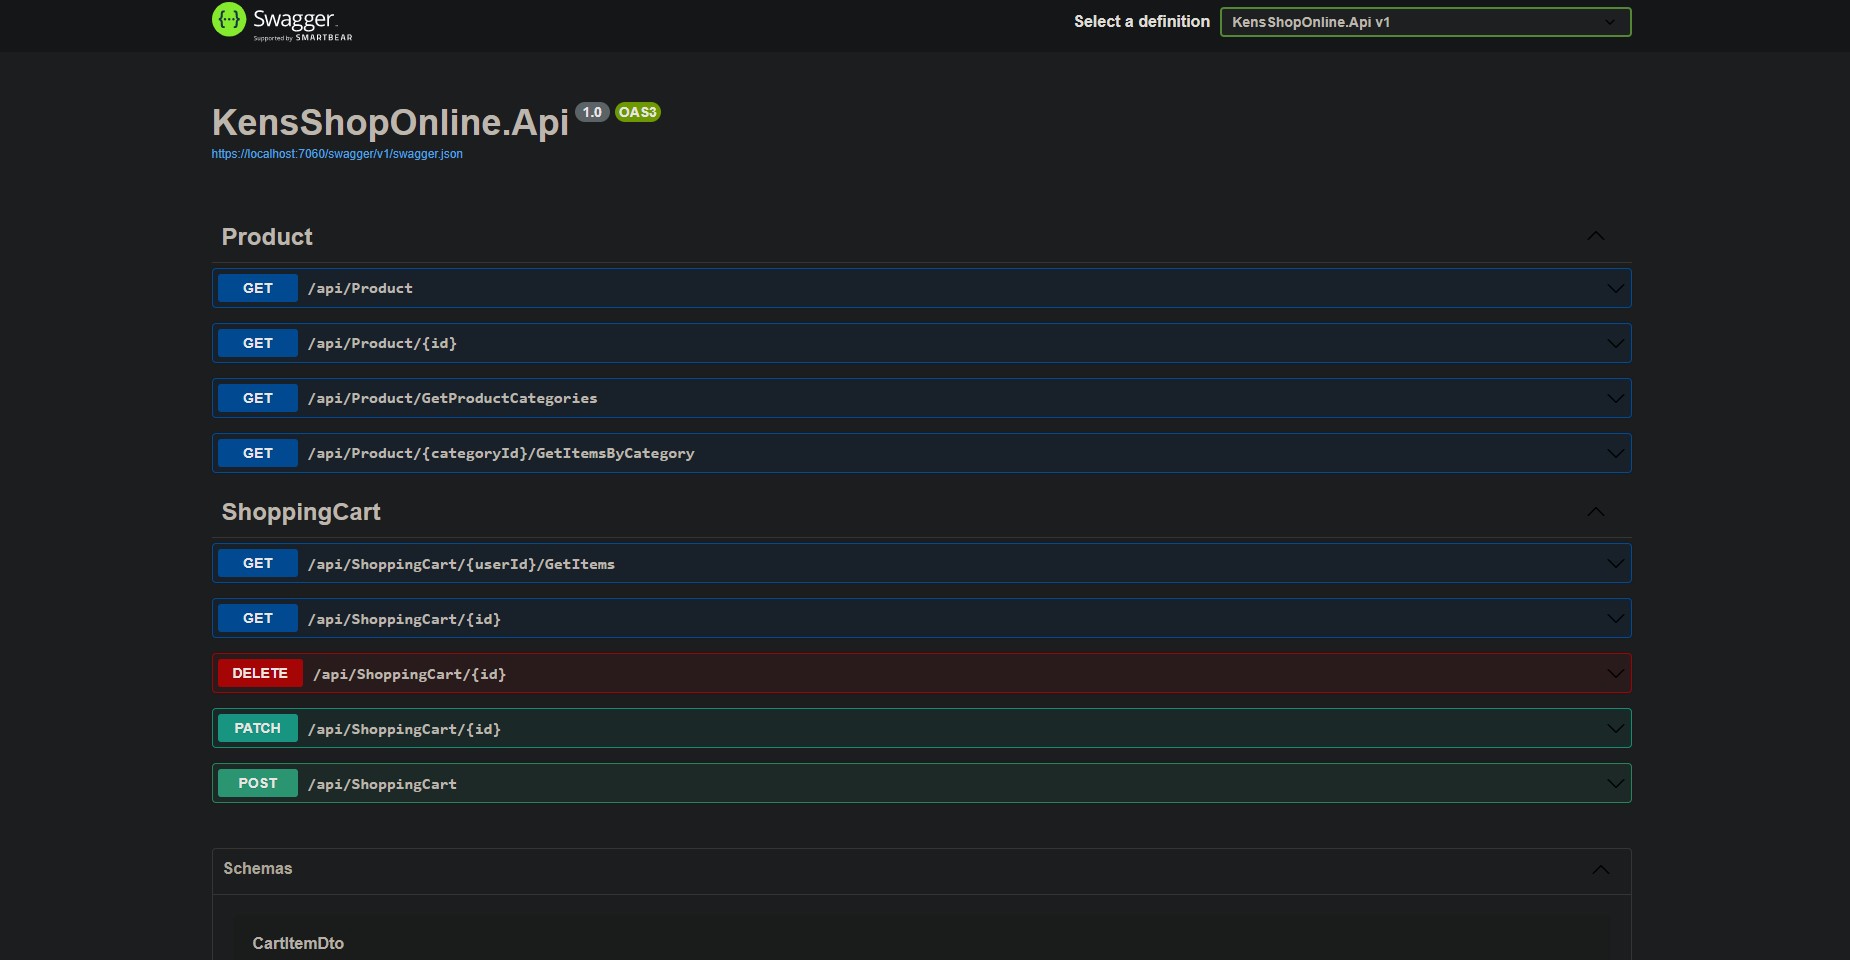 Swagger
Supported by SMARTBEAR
Select a definition
KensShopOnline.Api v1
KensShopOnline.Api 1.0 OAS3
https://localhost:7060/swagger/v1/swagger.json
Product
GET /api/Product
GET /api/Product/{id}
GET /api/Product/GetProductCategories
GET /api/Product/{categoryId}/GetItemsByCategory
ShoppingCart
GET /api/ShoppingCart/{userId}/GetItems
GET /api/ShoppingCart/{id}
DELETE /api/ShoppingCart/{id}
PATCH /api/ShoppingCart/{id}
POST /api/ShoppingCart
Schemas
CartItemDto